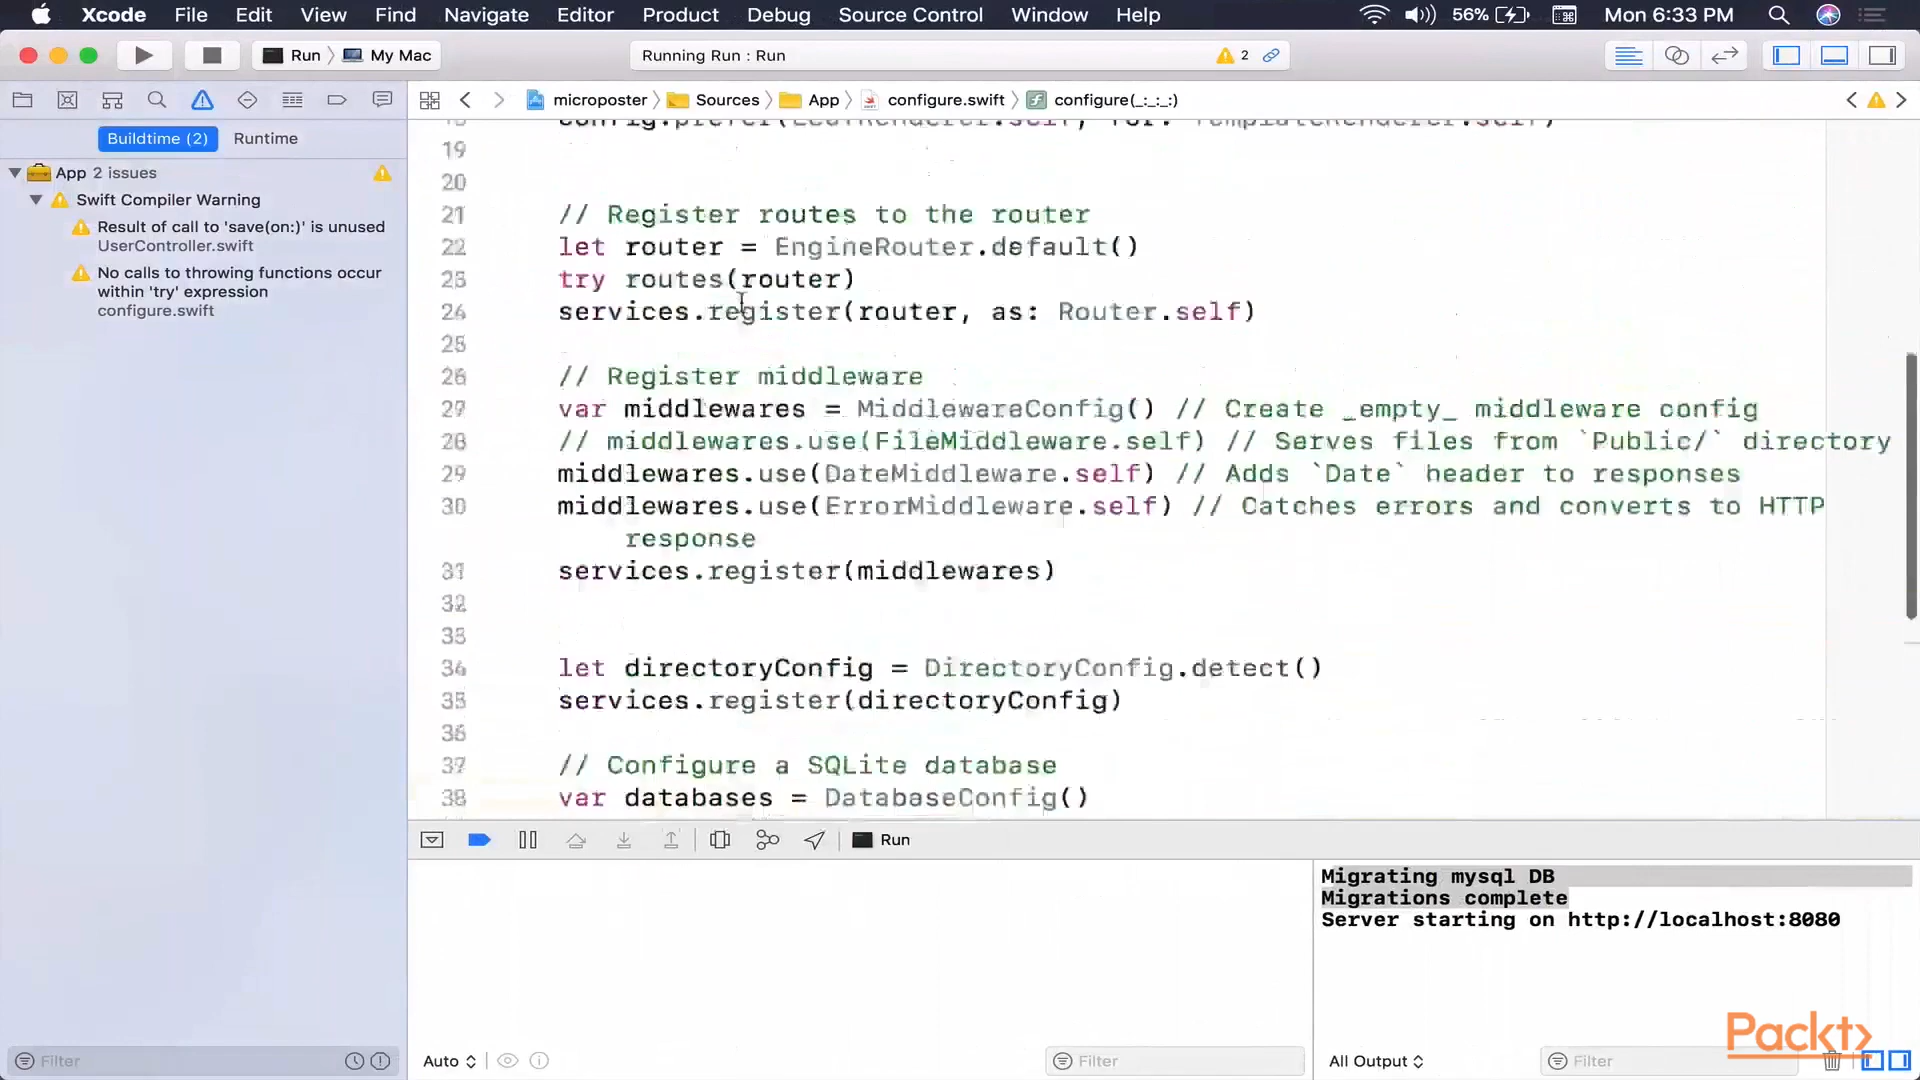 Xcode File Edit View Find Navigate Editor Product Debug Source Control Window Help 56% Mon 6:33 PM
Run My Mac Running Run : Run 2
microposter Sources App configure.swift configure(_:_:_:)
Buildtime (2) Runtime
App 2 issues
Swift Compiler Warning
Result of call to 'save(on:)' is unused
UserController.swift
No calls to throwing functions occur
within 'try' expression
configure.swift
config.prefer(LeafRenderer.self, for: TemplateRenderer.self)
19
20
21 // Register routes to the router
22 let router = EngineRouter.default()
23 try routes(router)
24 services.register(router, as: Router.self)
25
26 // Register middleware
27 var middlewares = MiddlewareConfig() // Create _empty_ middleware config
28 // middlewares.use(FileMiddleware.self) // Serves files from `Public/` directory
29 middlewares.use(DateMiddleware.self) // Adds `Date` header to responses
30 middlewares.use(ErrorMiddleware.self) // Catches errors and converts to HTTP
response
31 services.register(middlewares)
32
33
34 let directoryConfig = DirectoryConfig.detect()
35 services.register(directoryConfig)
36
37 // Configure a SQLite database
38 var databases = DatabaseConfig()
Run
Migrating mysql DB
Migrations complete
Server starting on http://localhost:8080
Packt
Filter Auto Filter All Output Filter